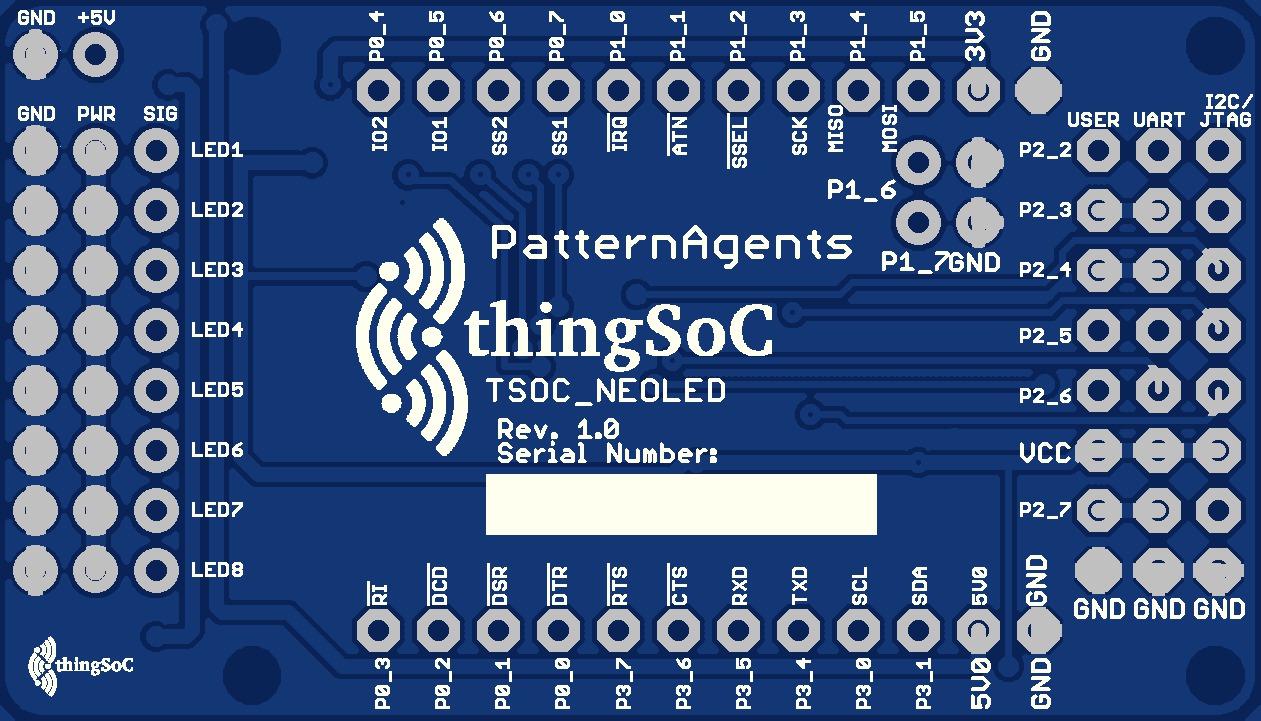 GND +5V
P0_4 P0_5 P0_6 P0_7 P1_0 P1_1 P1_2 P1_3 P1_4 P1_5 3V3 GND
IO2 IO1 SS2 SS1 IRQ ATN SSEL SCK MISO MOSI
GND PWR SIG
I2C/
USER UART JTAG
LED1
LED2
LED3
LED4
LED5
LED6
LED7
LED8
P1_6
P1_7 GND
P2_2
P2_3
P2_4
P2_5
P2_6
VCC
P2_7
GND GND GND
PatternAgents
thingSoC
TSOC_NEOLED
Rev. 1.0
Serial Number:
RI DCD DSR DTR RTS CTS RXD TXD SCL SDA 5V0 GND
P0_3 P0_2 P0_1 P0_0 P3_7 P3_6 P3_5 P3_4 P3_0 P3_1 5V0 GND
thingSoC